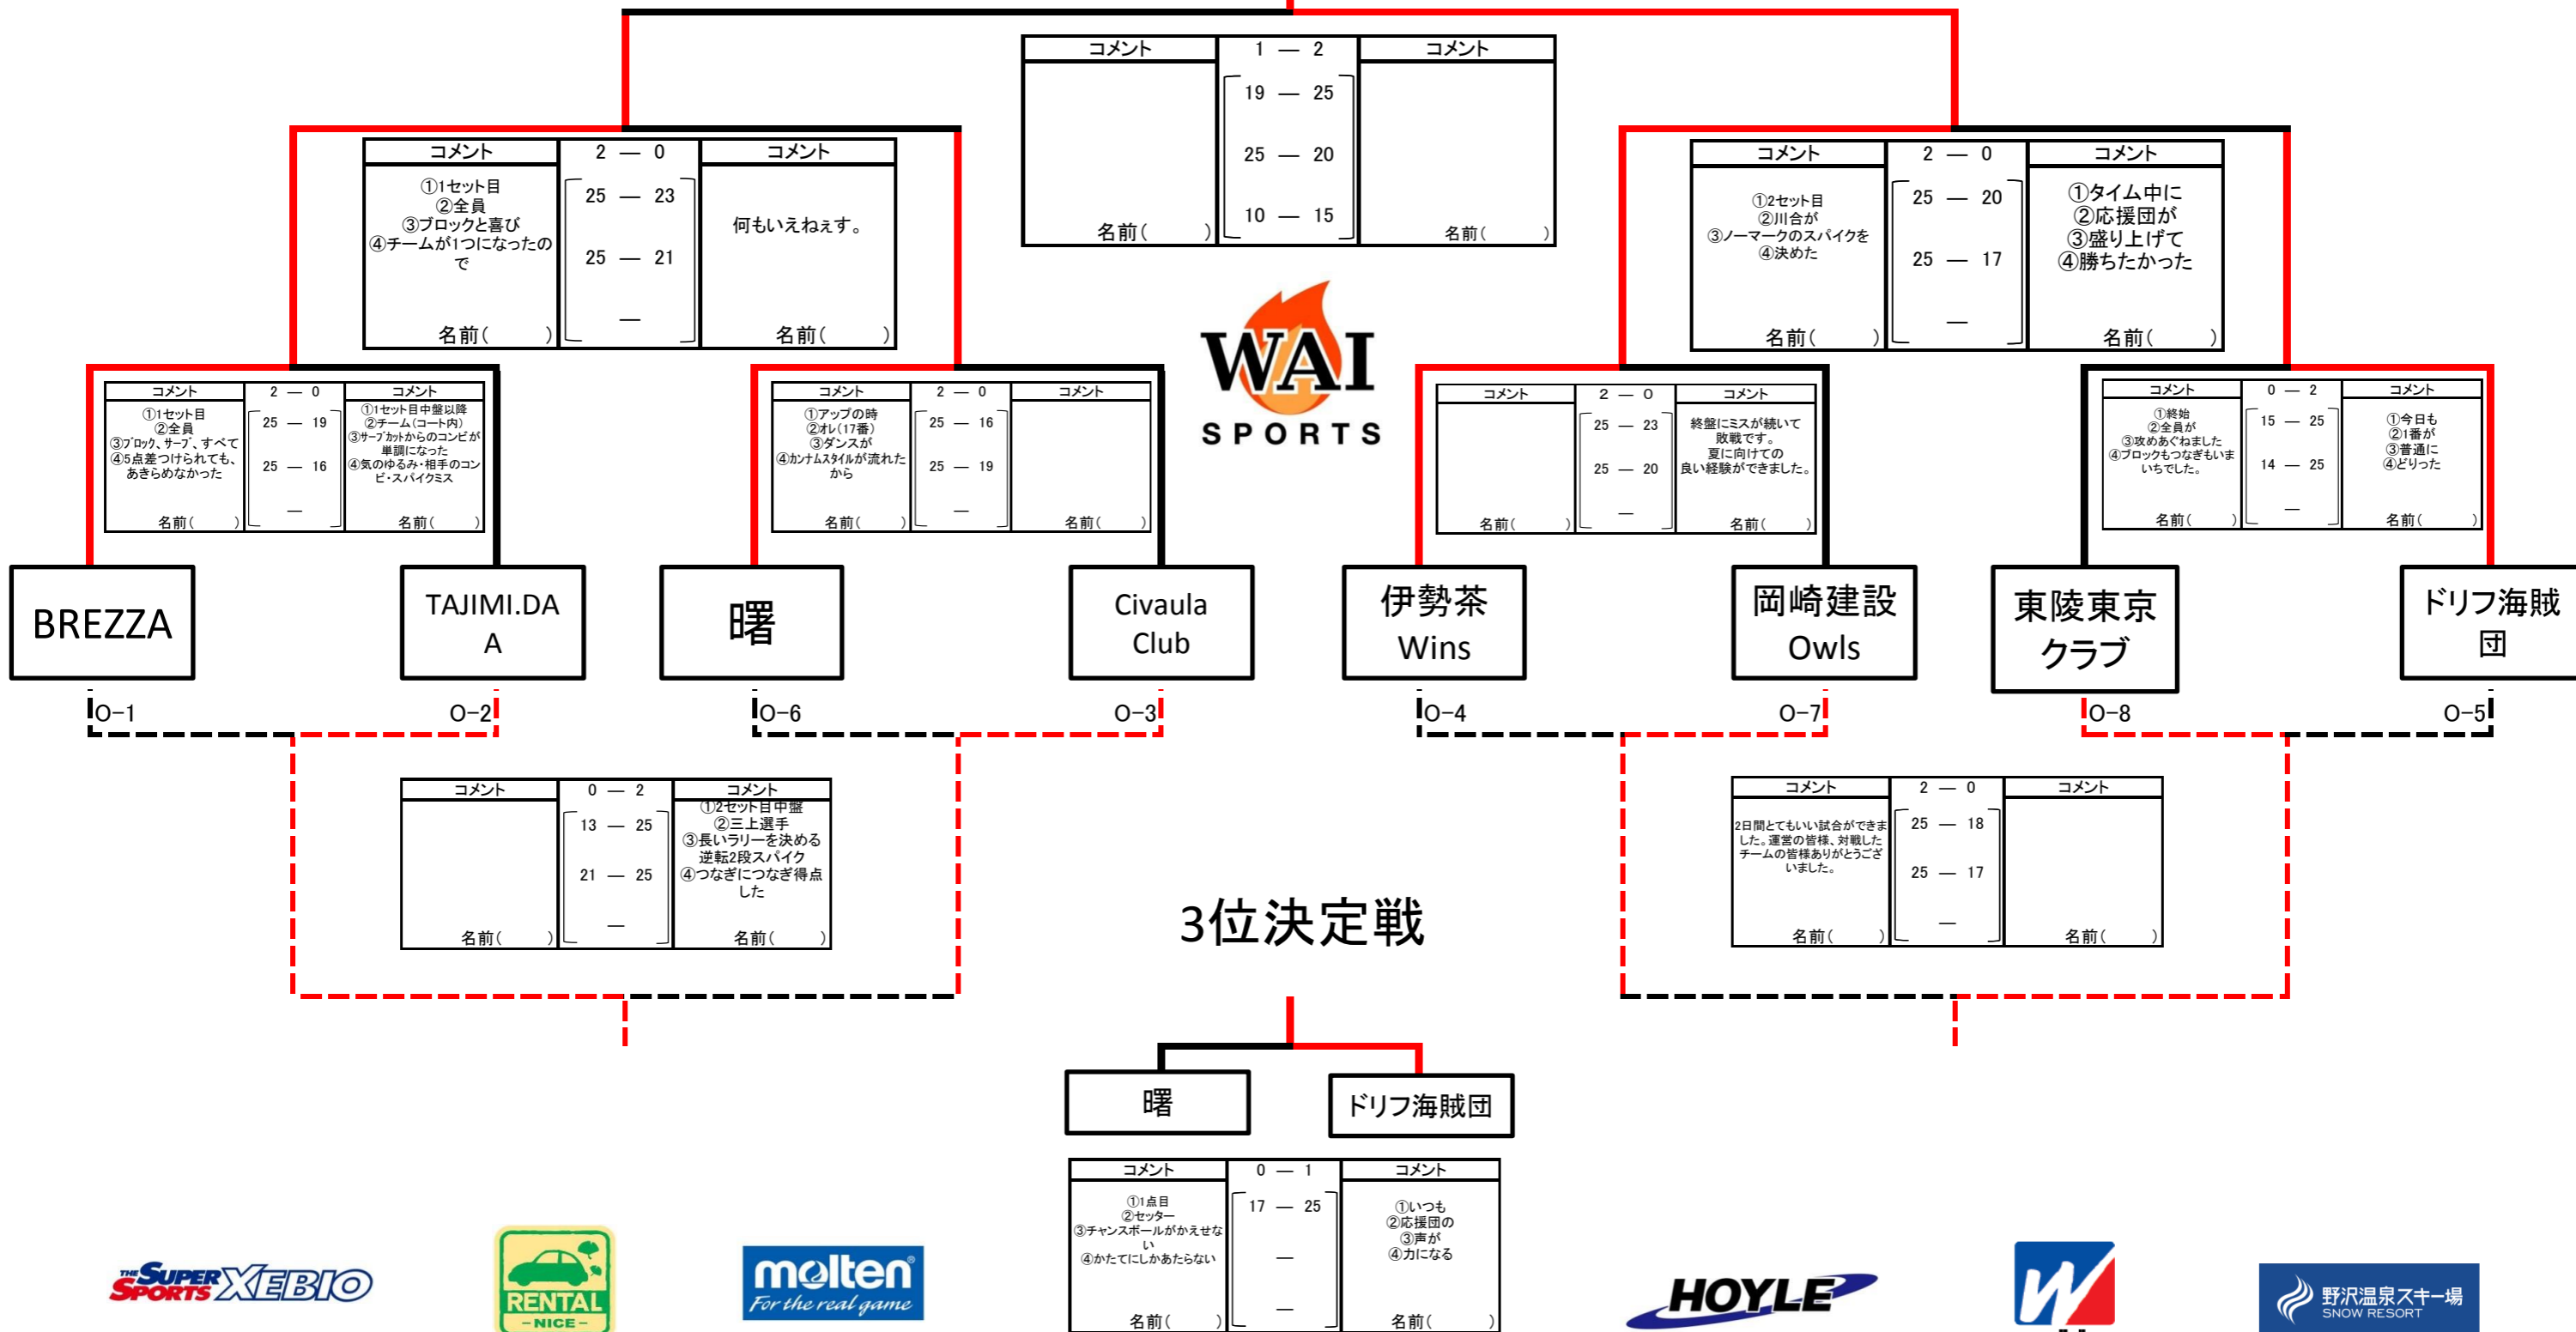 コメント
1 — 2
コメント
19 — 25
25 — 20
10 — 15
名前( )
名前( )
コメント
2 — 0
コメント
①1セット目
②全員
③ブロックと喜び
④チームが1つになったの
で
25 — 23
25 — 21
—
何もいえねぇす。
名前( )
名前( )
コメント
2 — 0
コメント
①2セット目
②川合が
③ノーマークのスパイクを
④決めた
25 — 20
25 — 17
—
①タイム中に
②応援団が
③盛り上げて
④勝ちたかった
名前( )
名前( )
WAI
SPORTS
コメント
2 — 0
コメント
①1セット目
②全員
③ブロック、サーブ、すべて
④5点差つけられても、
あきらめなかった
25 — 19
25 — 16
—
①1セット目中盤以降
②チーム(コート内)
③サーブカットからのコンビが
単調になった
④気のゆるみ・相手のコン
ビ・スパイクミス
名前( )
名前( )
コメント
2 — 0
コメント
①アップの時
②オレ(17番)
③ダンスが
④カンナムスタイルが流れた
から
25 — 16
25 — 19
—
名前( )
名前( )
コメント
2 — 0
コメント
25 — 23
25 — 20
—
終盤にミスが続いて
敗戦です。
夏に向けての
良い経験ができました。
名前( )
名前( )
コメント
0 — 2
コメント
①終始
②全員が
③攻めあぐねました
④ブロックもつなぎもいま
いちでした。
15 — 25
14 — 25
—
①今日も
②1番が
③普通に
④どりった
名前( )
名前( )
BREZZA
TAJIMI.DA
A
曙
Civaula
Club
伊勢茶
Wins
岡崎建設
Owls
東陵東京
クラブ
ドリフ海賊
団
O-1
O-2
O-6
O-3
O-4
O-7
O-8
O-5
コメント
0 — 2
コメント
13 — 25
21 — 25
—
①2セット目中盤
②三上選手
③長いラリーを決める
逆転2段スパイク
④つなぎにつなぎ得点
した
名前( )
名前( )
コメント
2 — 0
コメント
2日間とてもいい試合ができま
した。運営の皆様、対戦した
チームの皆様ありがとうござ
いました。
25 — 18
25 — 17
—
名前( )
名前( )
3位決定戦
曙
ドリフ海賊団
コメント
0 — 1
コメント
①1点目
②セッター
③チャンスボールがかえせな
い
④かたてにしかあたらない
17 — 25
—
—
①いつも
②応援団の
③声が
④力になる
名前( )
名前( )
THE SUPER SPORTS XEBIO
RENTAL
-NICE-
molten
For the real game
HOYLE
W
野沢温泉スキー場
SNOW RESORT